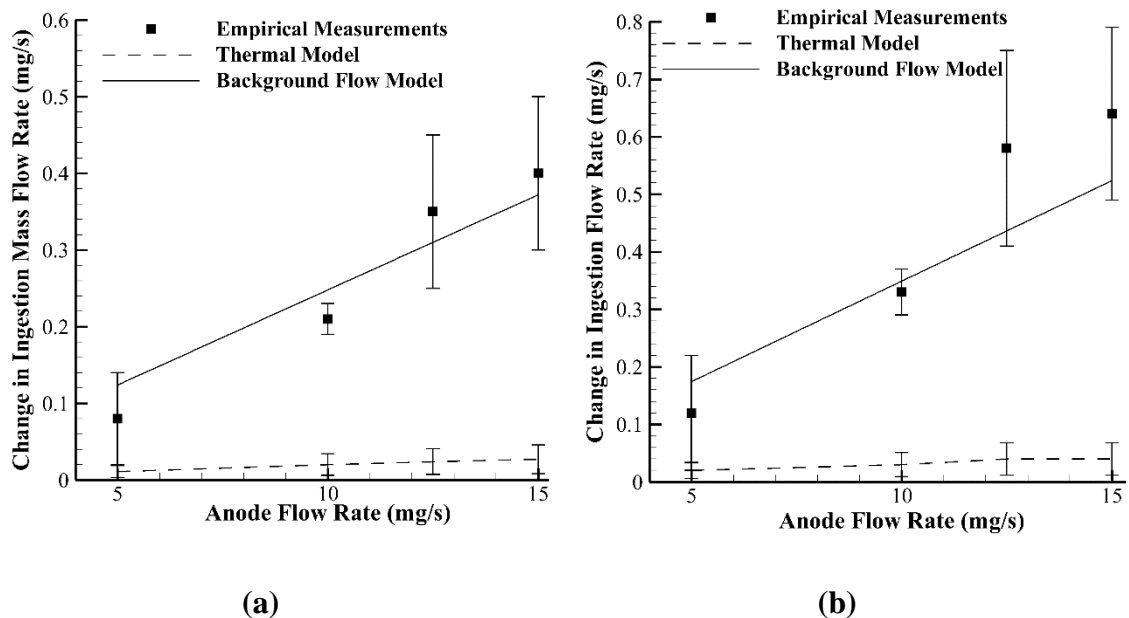 0.6
0.5
0.4
0.3
0.2
0.1
0
Change in Ingestion Mass Flow Rate (mg/s)
Empirical Measurements
Thermal Model
Background Flow Model
5
10
15
Anode Flow Rate (mg/s)
(a)
0.8
0.7
0.6
0.5
0.4
0.3
0.2
0.1
0
Change in Ingestion Flow Rate (mg/s)
Empirical Measurements
Thermal Model
Background Flow Model
5
10
15
Anode Flow Rate (mg/s)
(b)